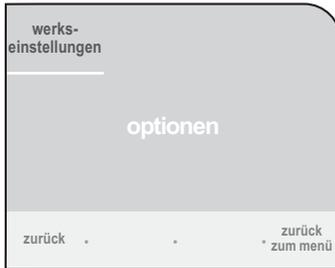 werks-
einstellungen
optionen
zurück
zurück
zum menü